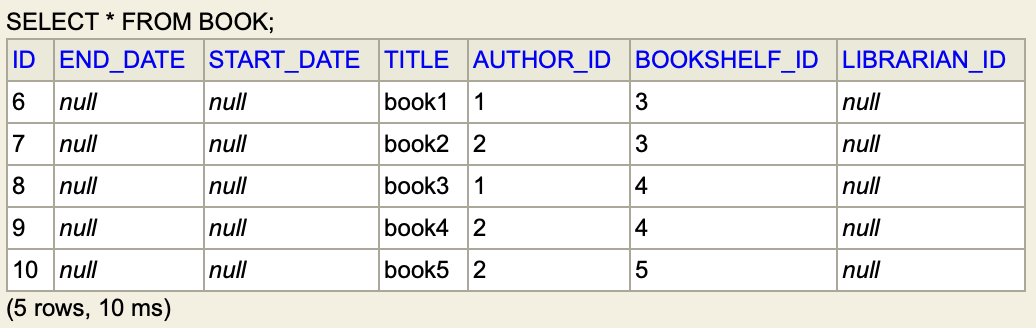 SELECT * FROM BOOK;
ID END_DATE START_DATE TITLE AUTHOR_ID BOOKSHELF_ID LIBRARIAN_ID
6 null null book1 1 3 null
7 null null book2 2 3 null
8 null null book3 1 4 null
9 null null book4 2 4 null
10 null null book5 2 5 null
(5 rows, 10 ms)